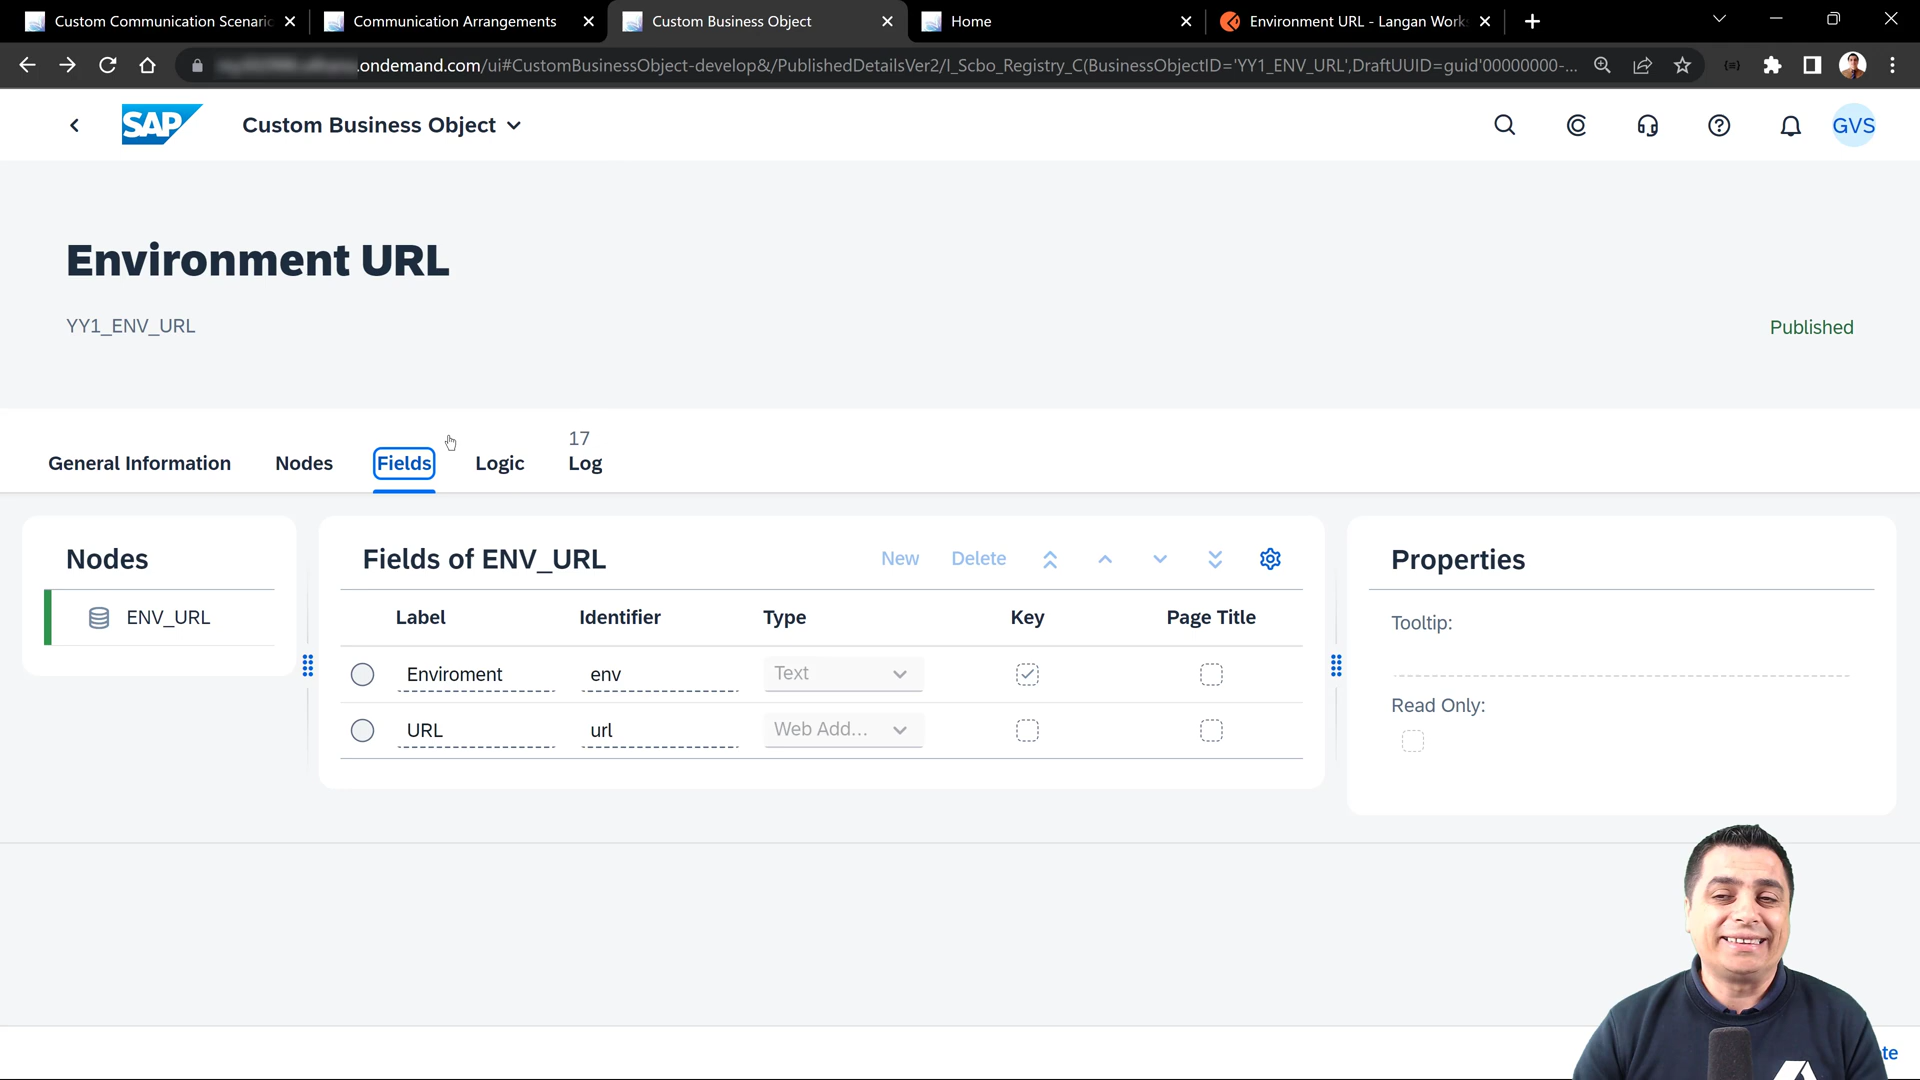 Custom Communication Scenario
Communication Arrangements
Custom Business Object
Home
Environment URL - Langan Works
.ondemand.com/ui#CustomBusinessObject-develop&/PublishedDetailsVer2/I_Scbo_Registry_C(BusinessObjectID='YY1_ENV_URL',DraftUUID=guid'00000000-...
SAP
Custom Business Object
GVS
Environment URL
YY1_ENV_URL
Published
General Information
Nodes
Fields
Logic
17
Log
Nodes
ENV_URL
Fields of ENV_URL
New
Delete
Label
Identifier
Type
Key
Page Title
Enviroment
env
Text
URL
url
Web Add...
Properties
Tooltip:
Read Only:
te